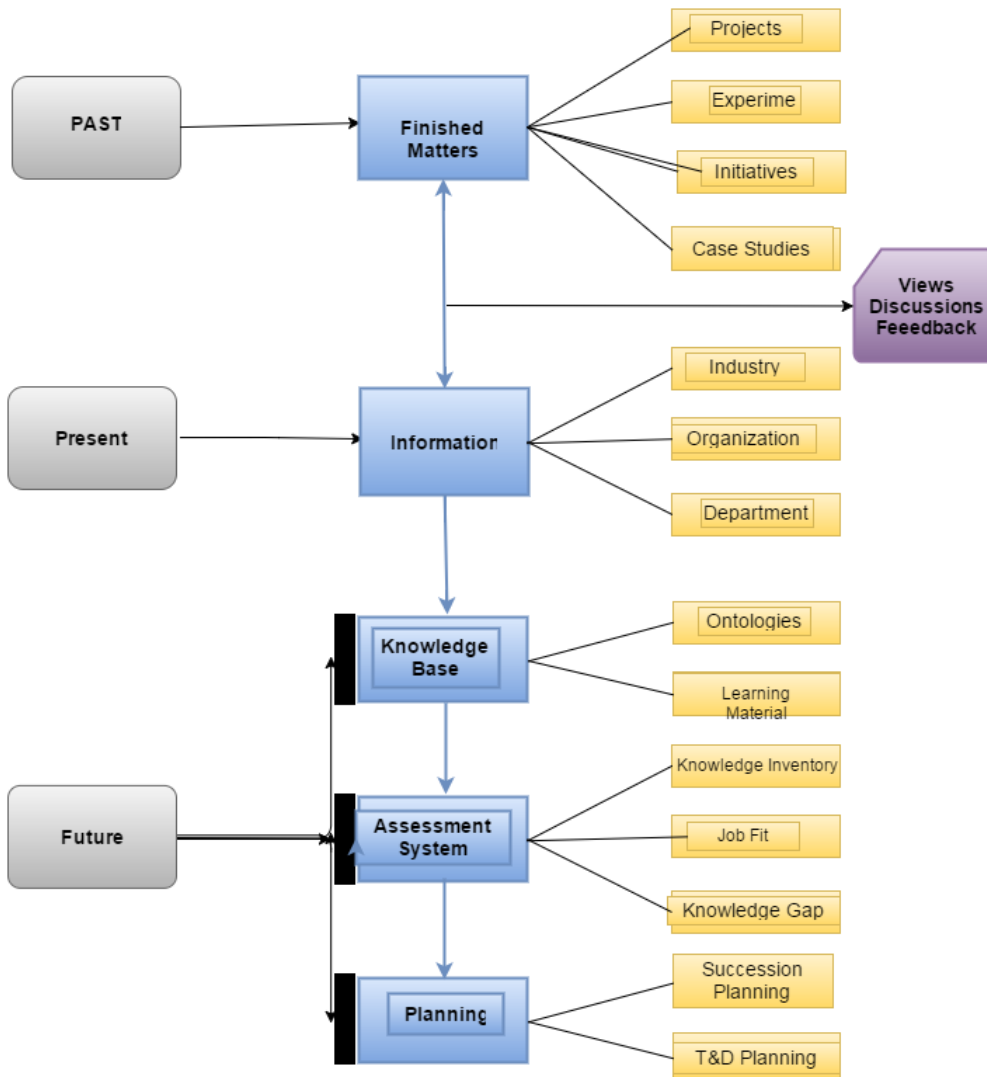 Projects
PAST
Finished
Matters
Experime
Initiatives
Case Studies
Views
Discussions
Feeedback
Present
Information
Industry
Organization
Department
Knowledge
Base
Ontologies
Learning
Material
Future
Assessment
System
Knowledge Inventory
Job Fit
Knowledge Gap
Planning
Succession
Planning
T&D Planning